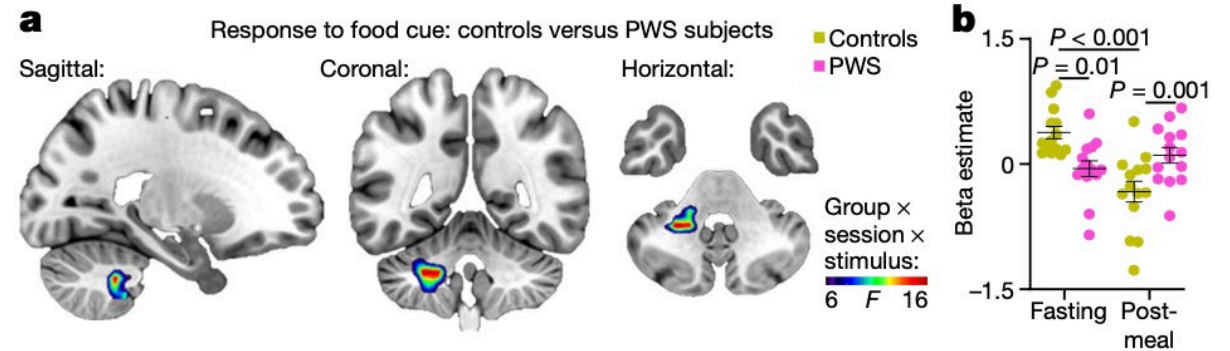 a
Response to food cue: controls versus PWS subjects
Sagittal:
Coronal:
Horizontal:
Controls
PWS
Group ×
session ×
stimulus:
6 F 16
b
1.5
0
−1.5
Beta estimate
P < 0.001
P = 0.01
P = 0.001
Fasting
Post-
meal